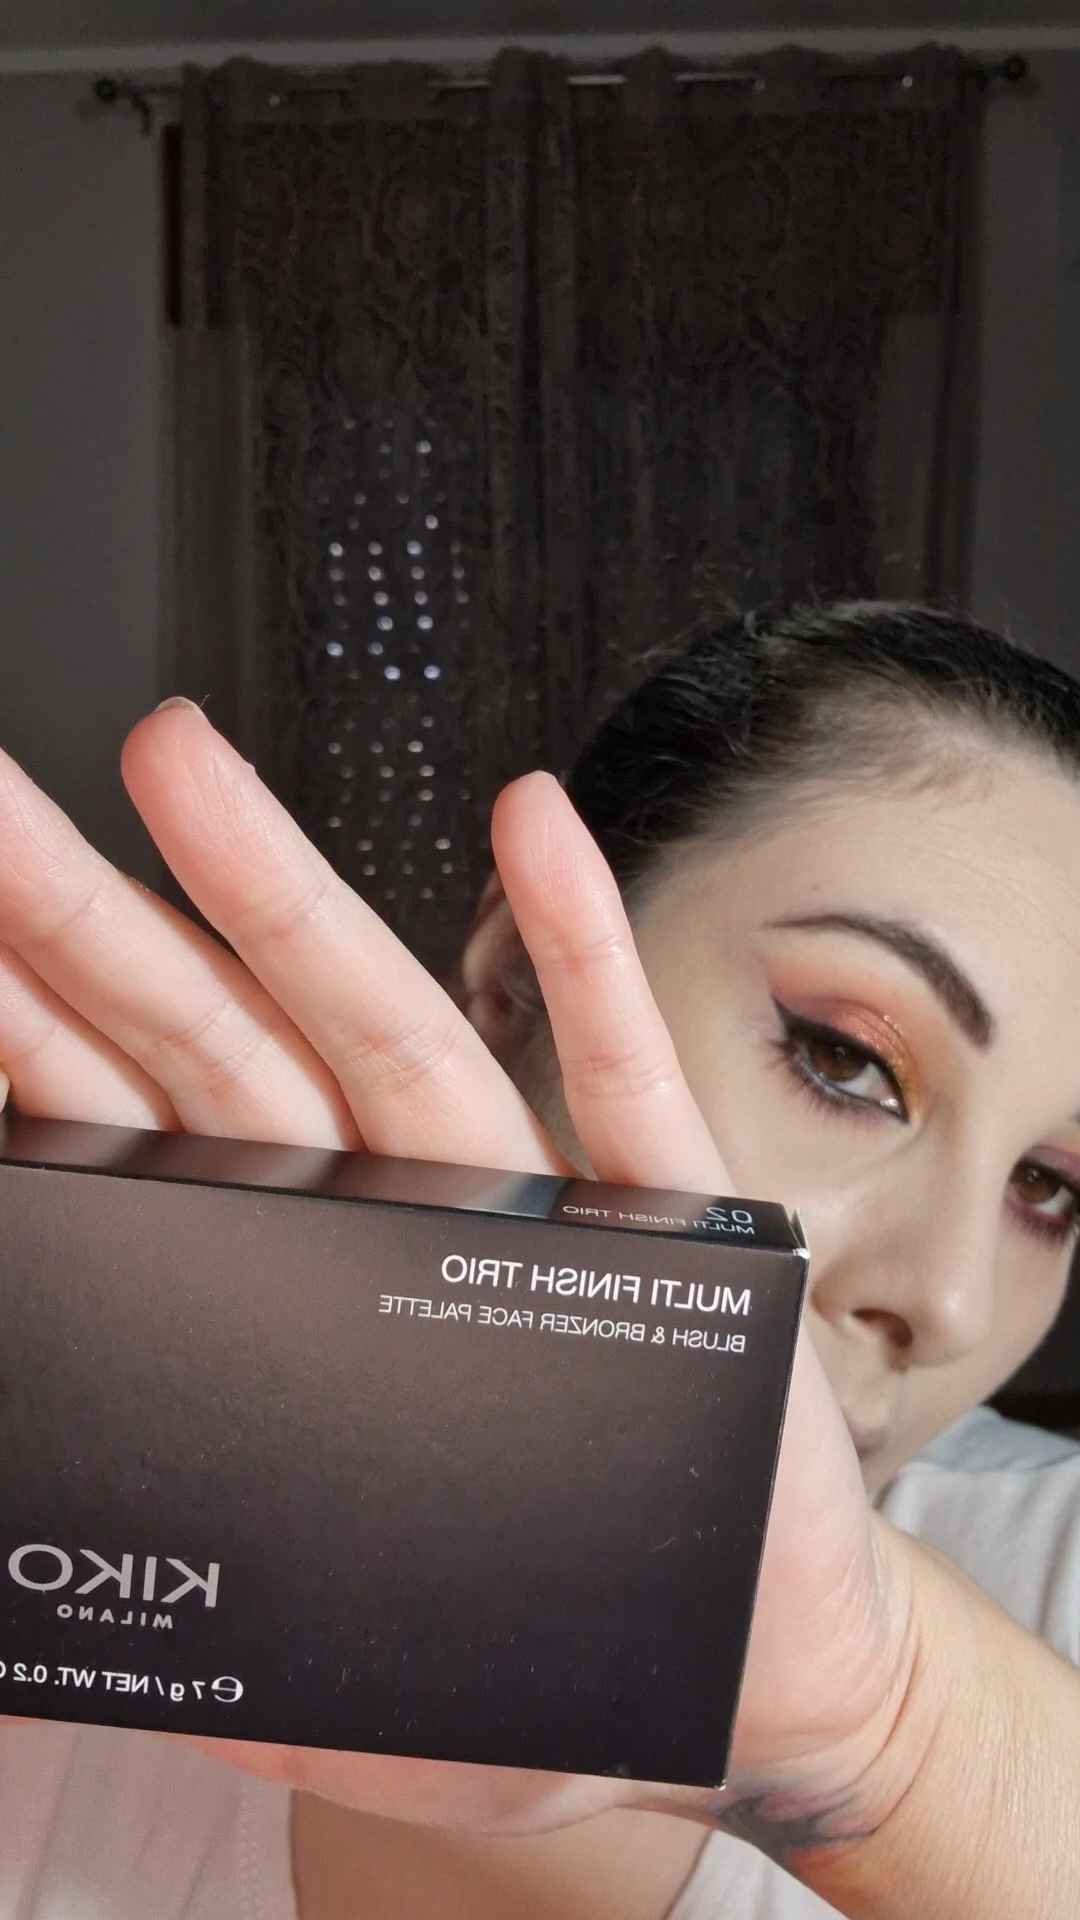 02
MULTI FINISH TRIO
MULTI FINISH TRIO
BLUSH & BRONZER FACE PALETTE
KIKO
MILANO
e 7 g / NET WT. 0.2